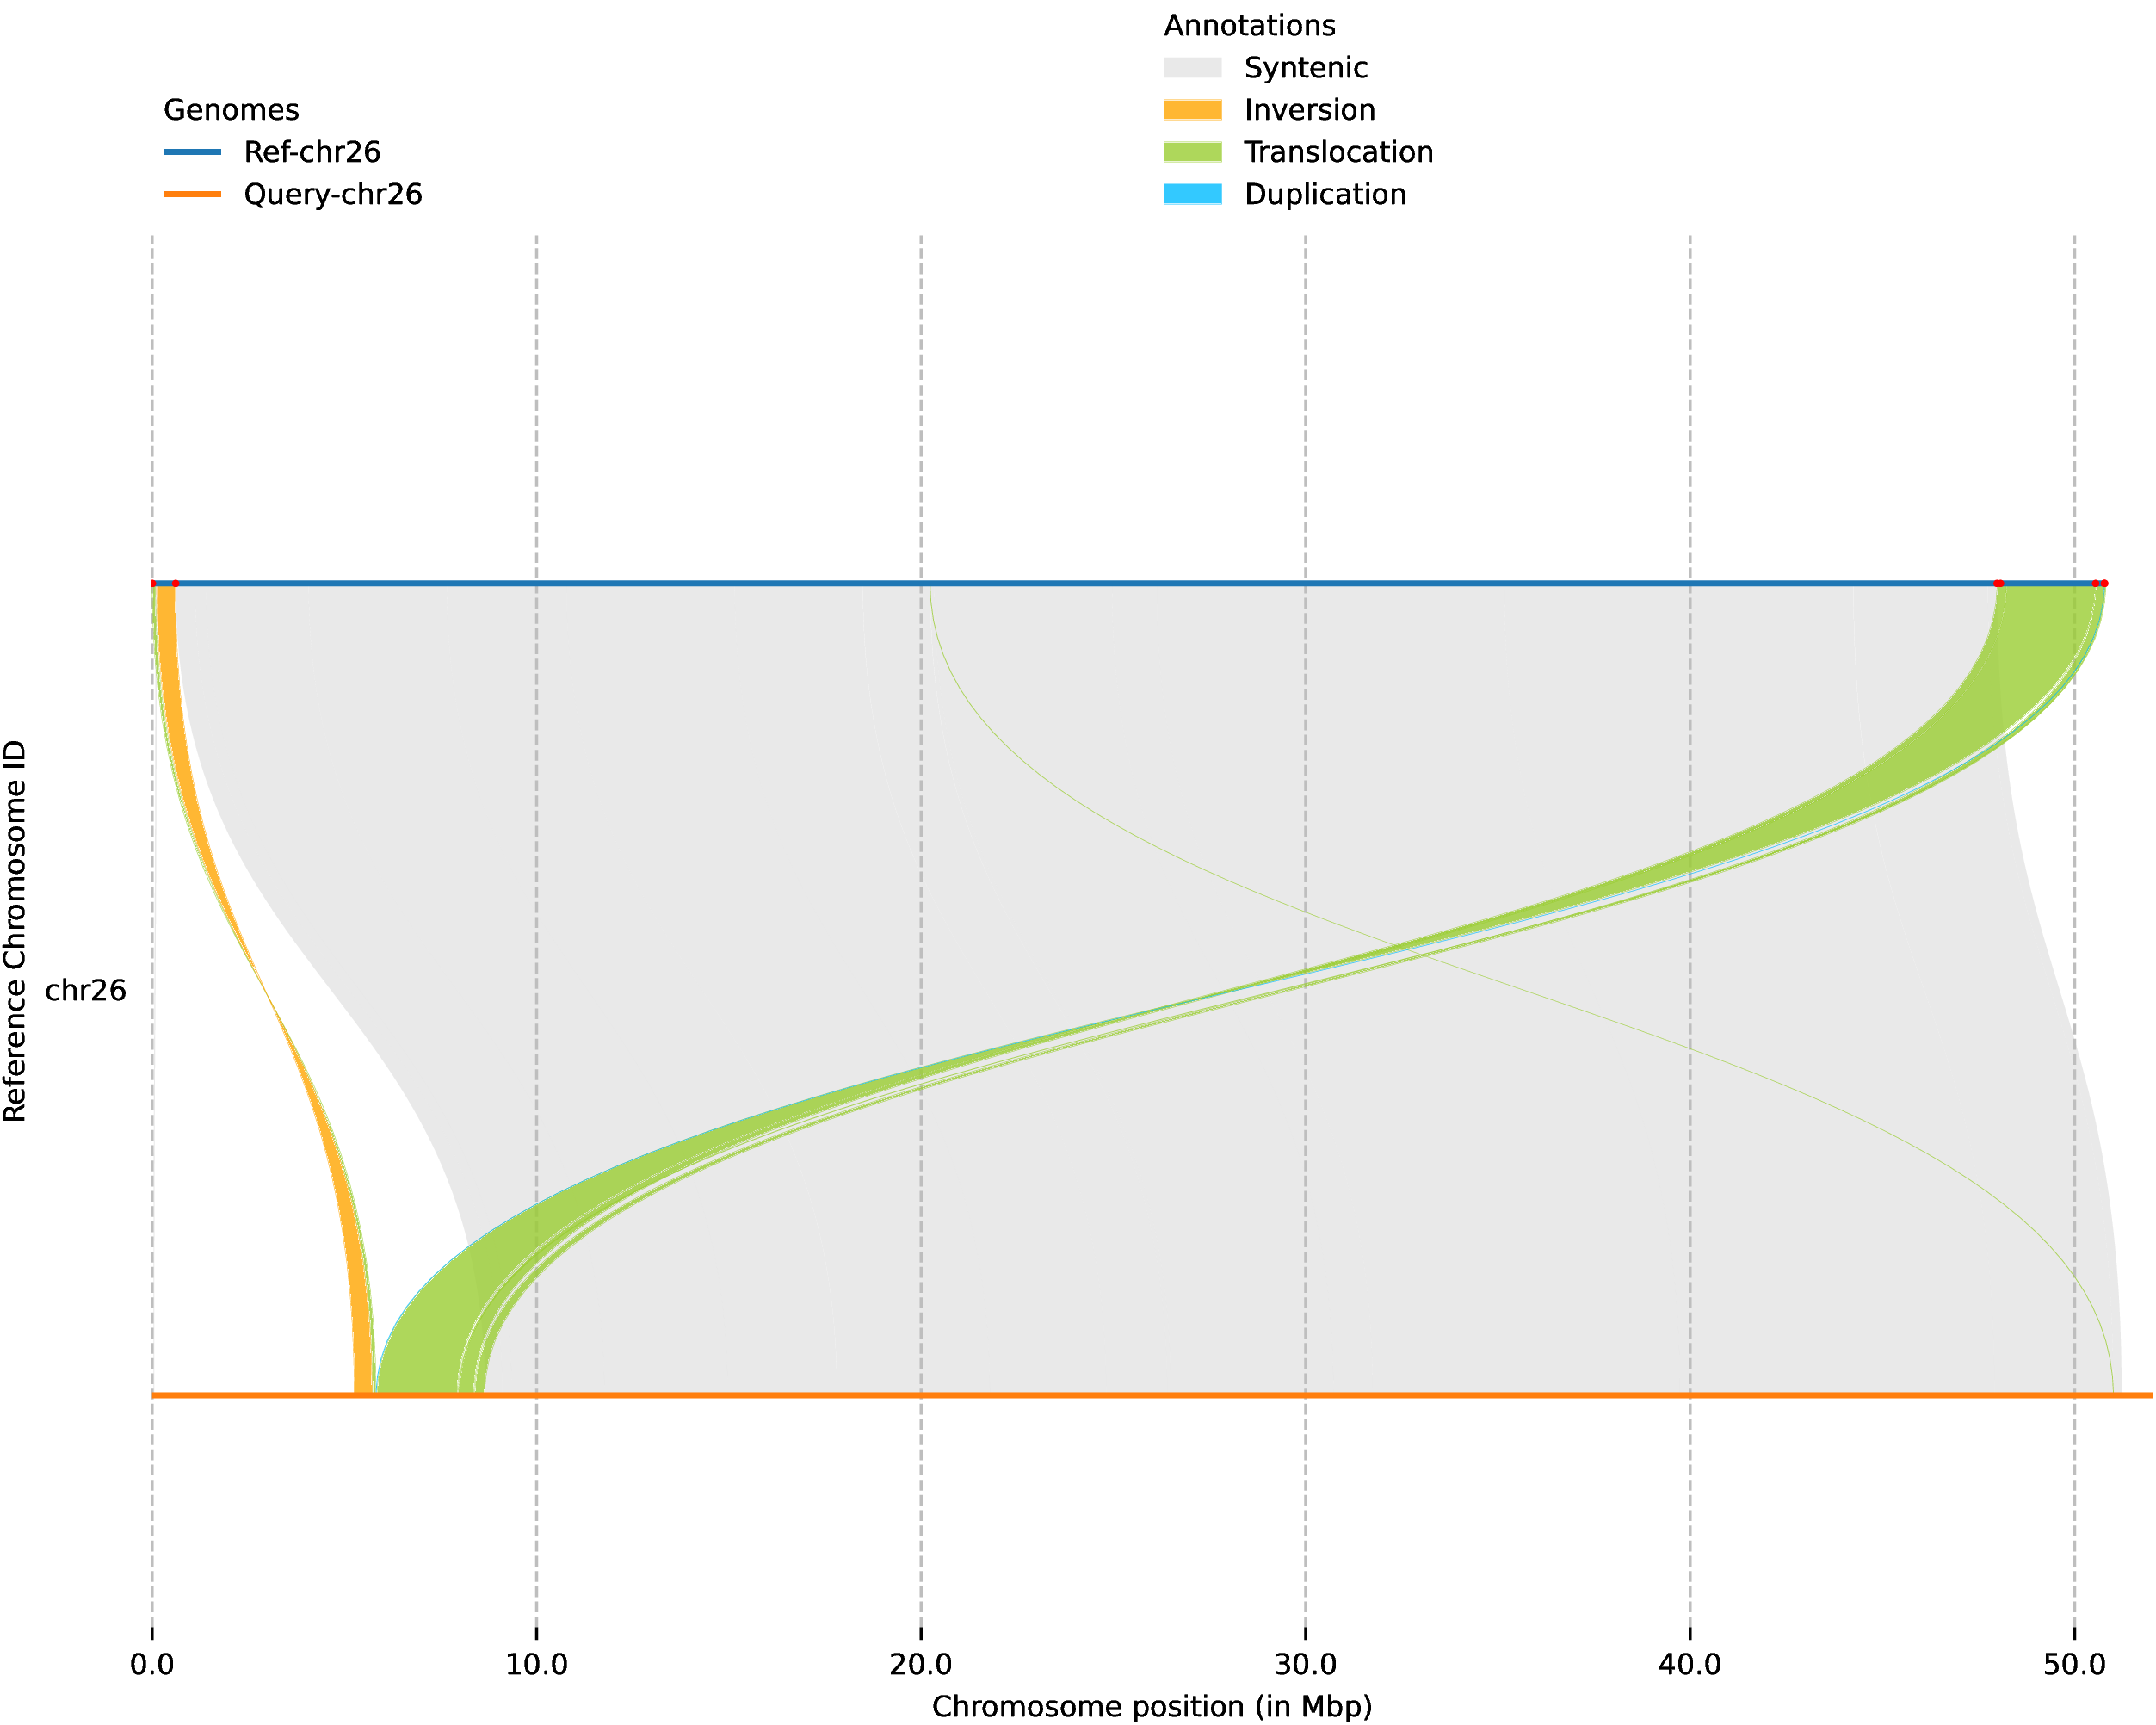 Genomes
Ref-chr26
Query-chr26
Annotations
Syntenic
Inversion
Translocation
Duplication
Reference Chromosome ID
chr26
0.0 10.0 20.0 30.0 40.0 50.0
Chromosome position (in Mbp)